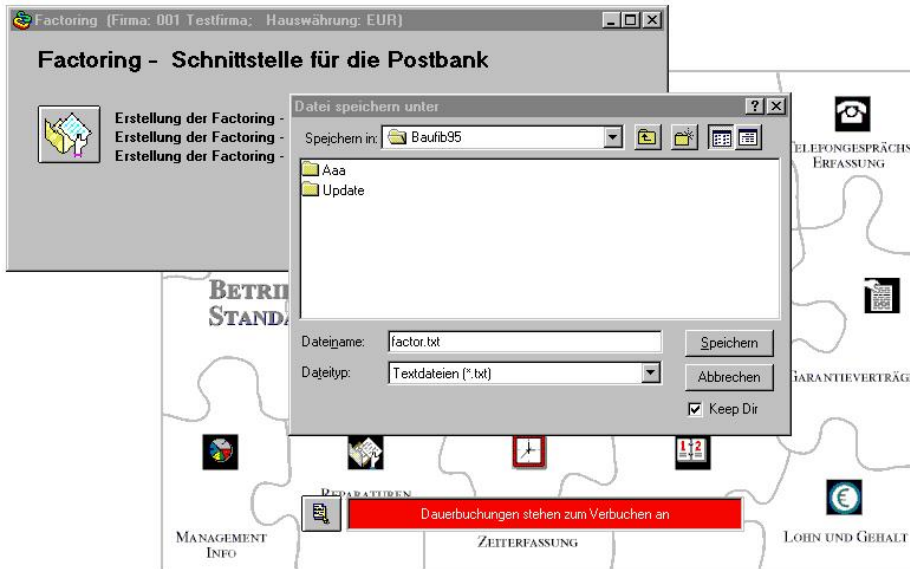 Factoring (Firma: 001 Testfirma; Hauswährung: EUR)
Factoring - Schnittstelle für die Postbank
Erstellung der Factoring -
Erstellung der Factoring -
Erstellung der Factoring -
Datei speichern unter
Speichern in: Baufib95
Aaa
Update
Dateiname: factor.txt
Speichern
Dateityp: Textdateien (*.txt)
Abbrechen
Keep Dir
TELEFONGESPRÄCHS
ERFASSUNG
BETRI
STANDA
GARANTIEVERTRÄG
REPARATUREN
Dauerbuchungen stehen zum Verbuchen an
MANAGEMENT
INFO
ZEITERFASSUNG
LOHN UND GEHALT